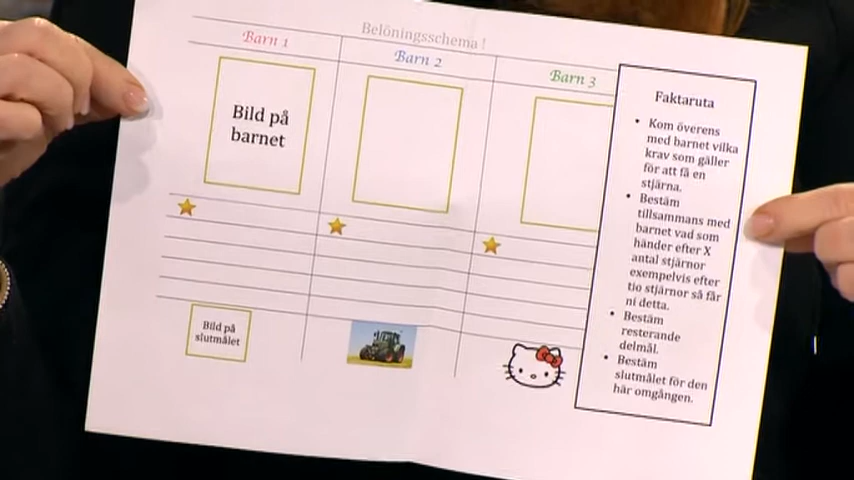 Belöningsschema !
Barn 1
Barn 2
Barn 3
Bild på
barnet
Bild på
slutmålet
Faktaruta
• Kom överens
med barnet vilka
krav som gäller
för att få en
stjärna.
• Bestäm
tillsammans med
barnet vad som
händer efter X
antal stjärnor
exempelvis efter
tio stjärnor så får
ni detta.
• Bestäm
resterande
delmål.
• Bestäm
slutmålet för den
här omgången.